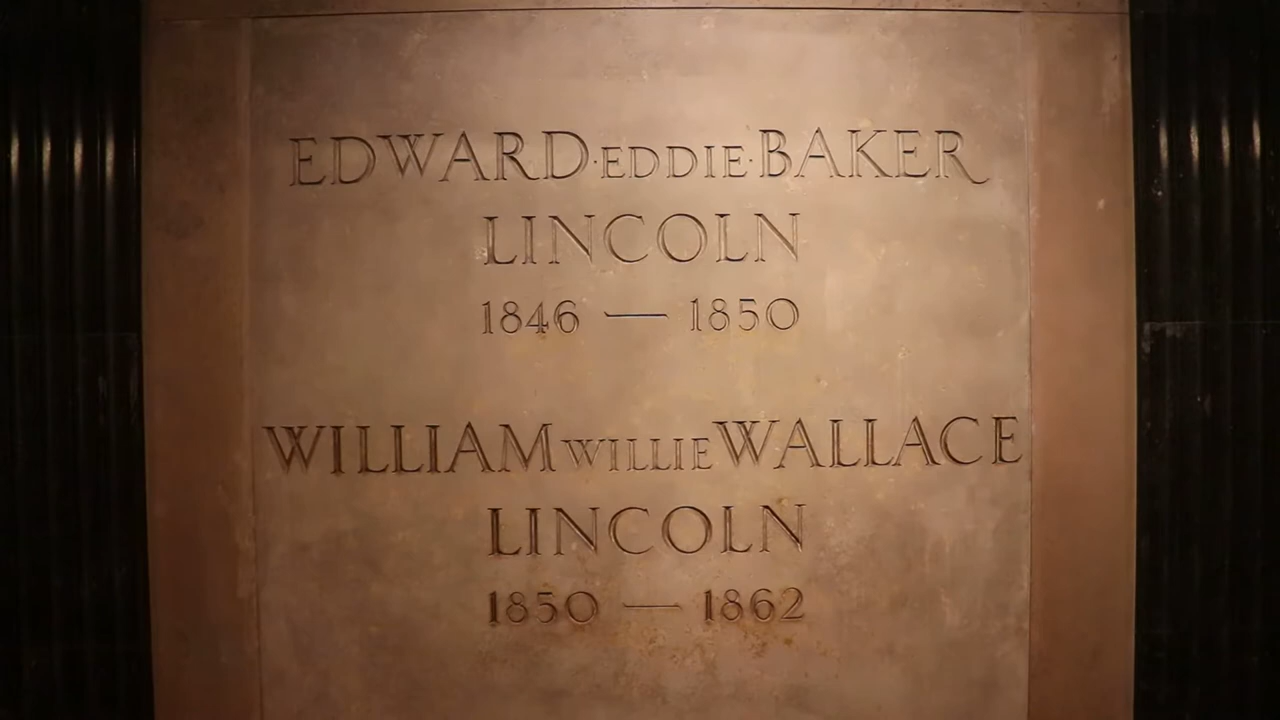 EDWARD·EDDIE·BAKER
LINCOLN
1846 — 1850
WILLIAM WILLIE WALLACE
LINCOLN
1850 — 1862